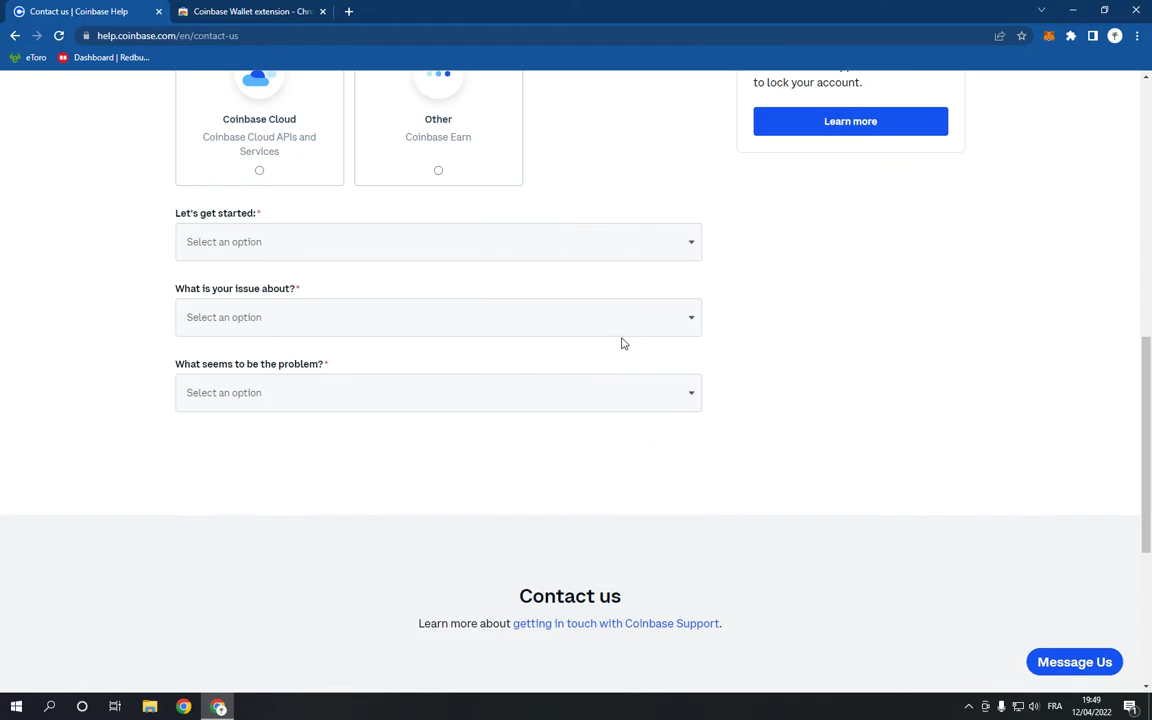 Contact us | Coinbase Help
Coinbase Wallet extension - Chr
help.coinbase.com/en/contact-us
eToro
Dashboard | Redbu...
to lock your account.
Learn more
Coinbase Cloud
Coinbase Cloud APIs and
Services
Other
Coinbase Earn
Let's get started:*
Select an option
What is your issue about?*
Select an option
What seems to be the problem?*
Select an option
Contact us
Learn more about getting in touch with Coinbase Support.
Message Us
FRA
19:49
12/04/2022